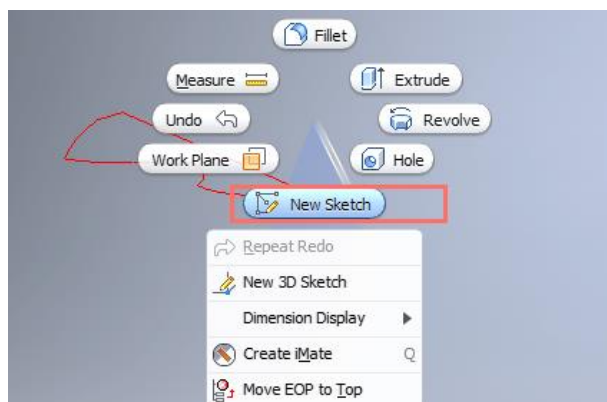 Fillet
Measure
Extrude
Undo
Revolve
Work Plane
Hole
New Sketch
Repeat Redo
New 3D Sketch
Dimension Display
Create iMate Q
Move EOP to Top